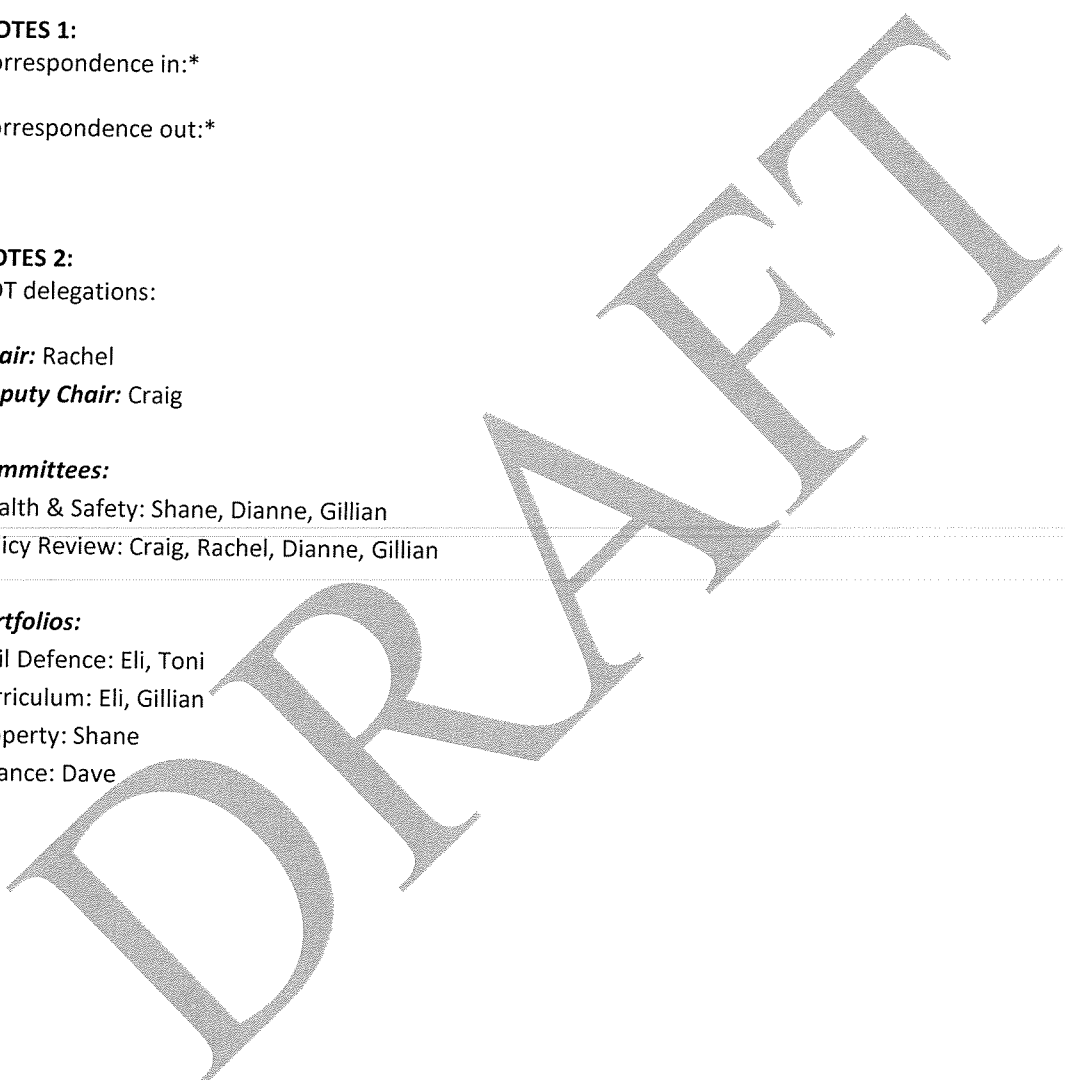 OTES 1:
orrespondence in:*
orrespondence out:*
OTES 2:
OT delegations:
air: Rachel
puty Chair: Craig
mmittees:
alth & Safety: Shane, Dianne, Gillian
icy Review: Craig, Rachel, Dianne, Gillian
rtfolios:
il Defence: Eli, Toni
rriculum: Eli, Gillian
operty: Shane
ance: Dave
DRAFT